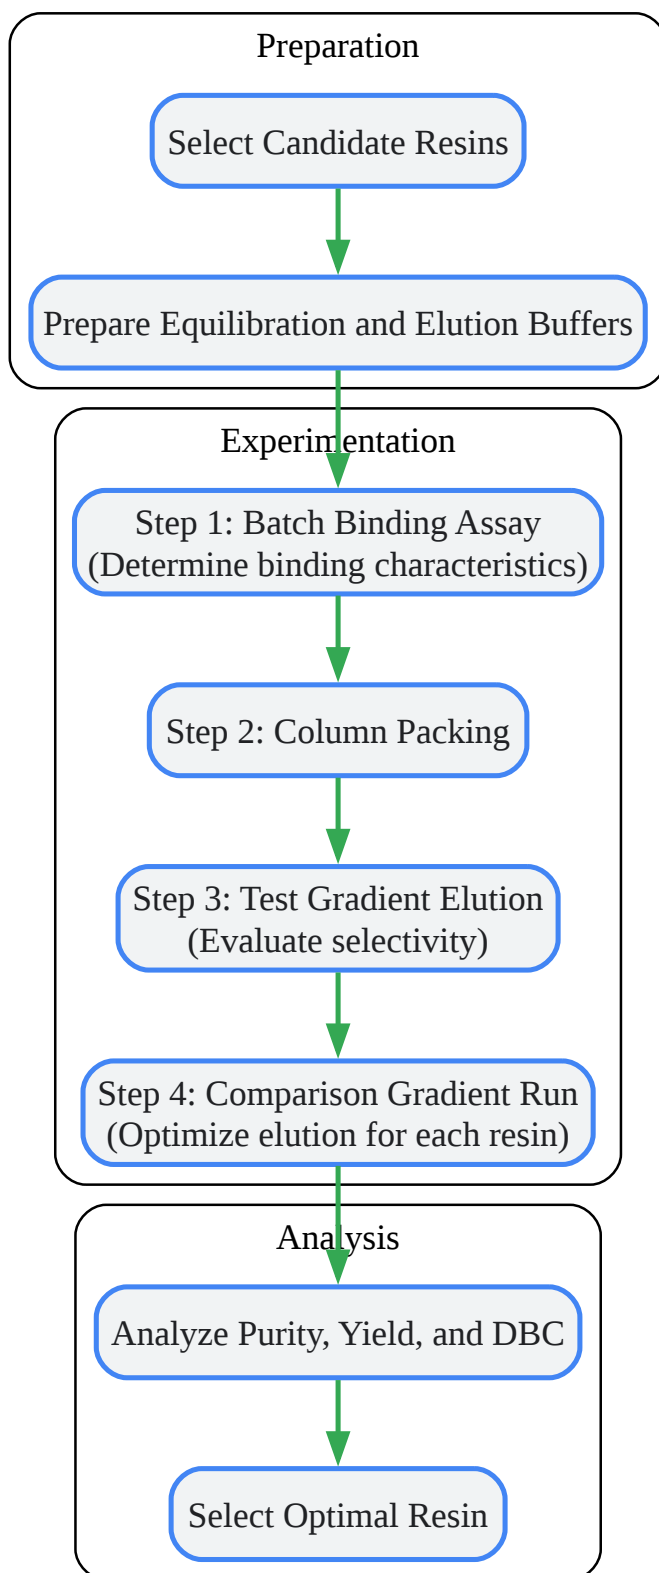 Preparation
Select Candidate Resins
Prepare Equilibration and Elution Buffers
Experimentation
Step 1: Batch Binding Assay
(Determine binding characteristics)
Step 2: Column Packing
Step 3: Test Gradient Elution
(Evaluate selectivity)
Step 4: Comparison Gradient Run
(Optimize elution for each resin)
Analysis
Analyze Purity, Yield, and DBC
Select Optimal Resin